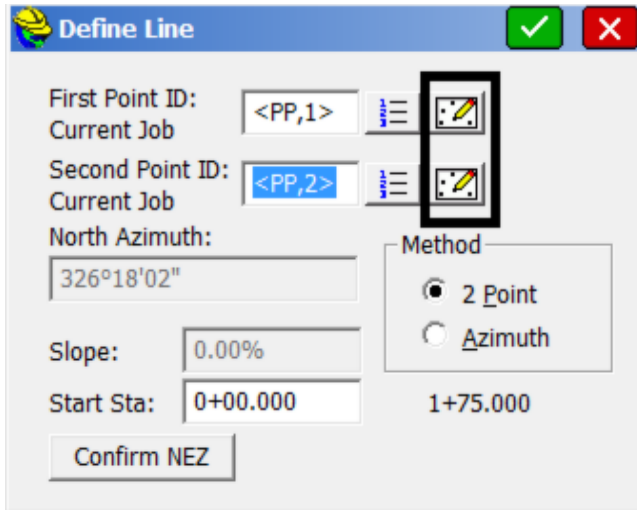 Define Line
First Point ID:
Current Job
<PP,1>
Second Point ID:
Current Job
<PP,2>
North Azimuth:
326°18'02"
Method
2 Point
Azimuth
Slope:
0.00%
Start Sta:
0+00.000
1+75.000
Confirm NEZ